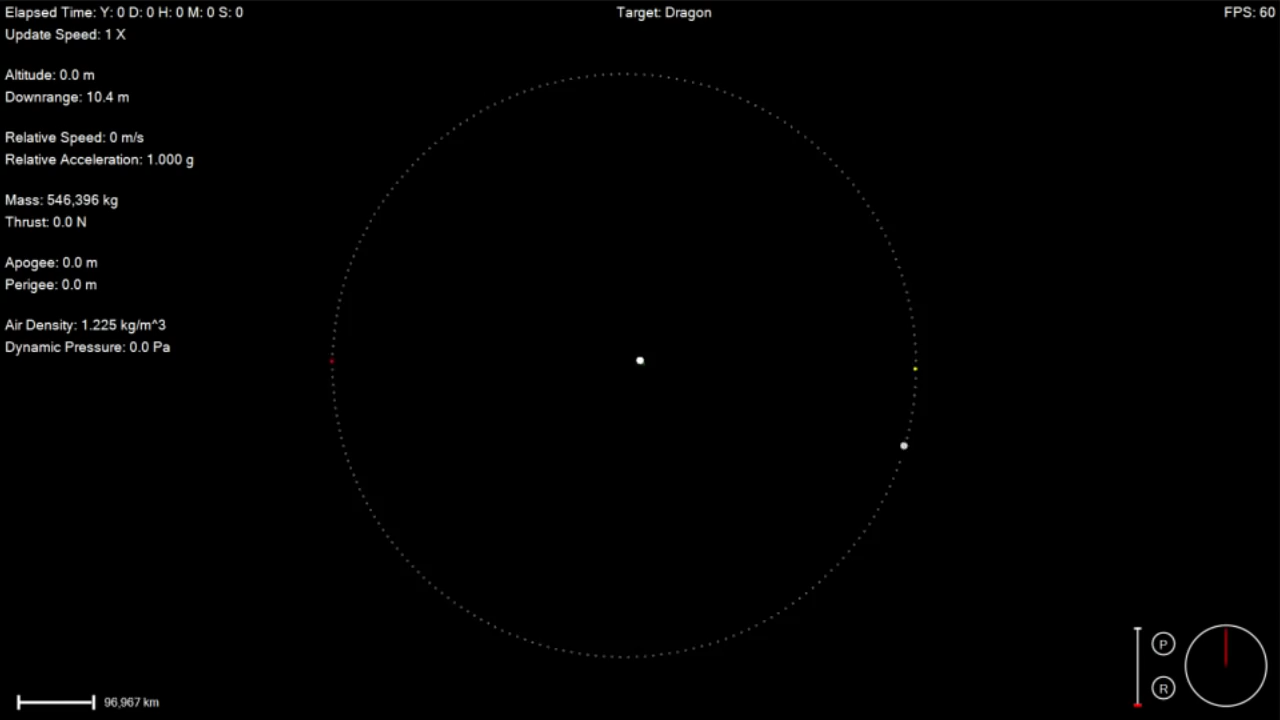 Elapsed Time: Y: 0 D: 0 H: 0 M: 0 S: 0
Target: Dragon
FPS: 60
Update Speed: 1 X
Altitude: 0.0 m
Downrange: 10.4 m
Relative Speed: 0 m/s
Relative Acceleration: 1.000 g
Mass: 546,396 kg
Thrust: 0.0 N
Apogee: 0.0 m
Perigee: 0.0 m
Air Density: 1.225 kg/m^3
Dynamic Pressure: 0.0 Pa
P
R
96,967 km